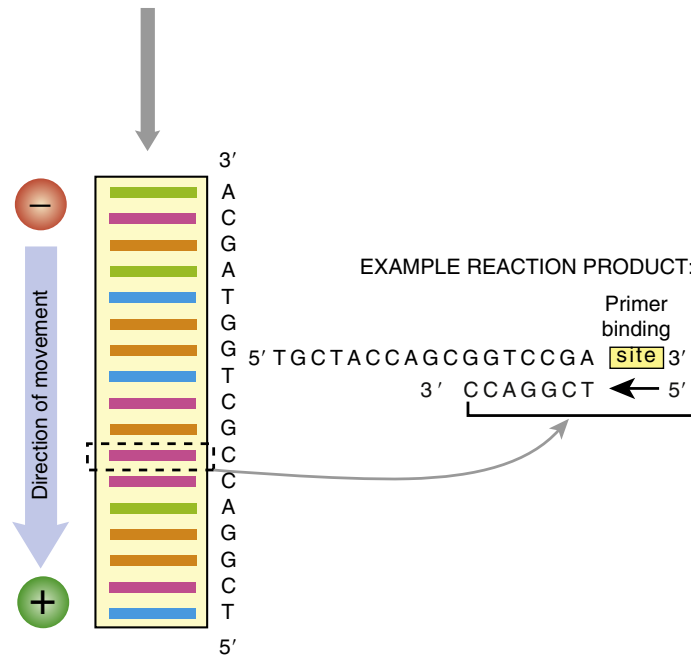 3′
−
A
C
G
A
T
G
G
T
C
G
C
C
A
G
G
C
T
5′
+
Direction of movement
EXAMPLE REACTION PRODUCT:
Primer
binding
site
5′ TGCTACCAGCGGTCCGA 3′
3′ CCAGGCT 5′